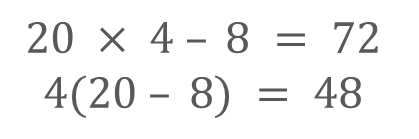 20 × 4 – 8 = 72
4(20 – 8) = 48